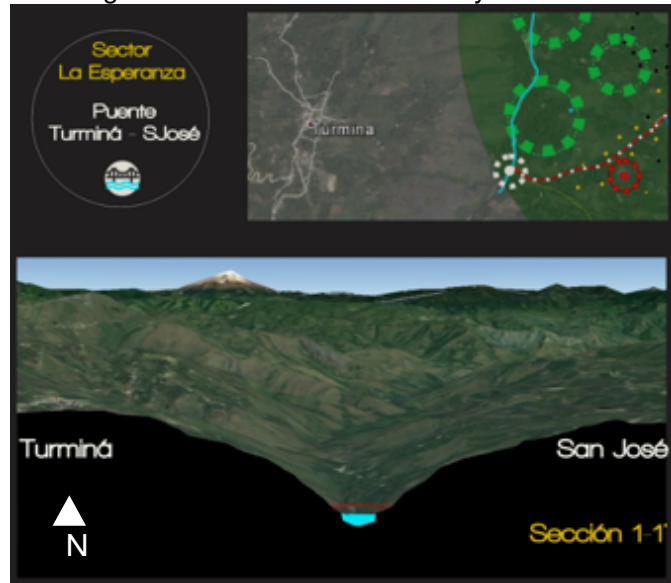 Sector
La Esperanza
Puente
Turminá - SJosé
Turmina
Turminá
San José
N
Sección 1-1'